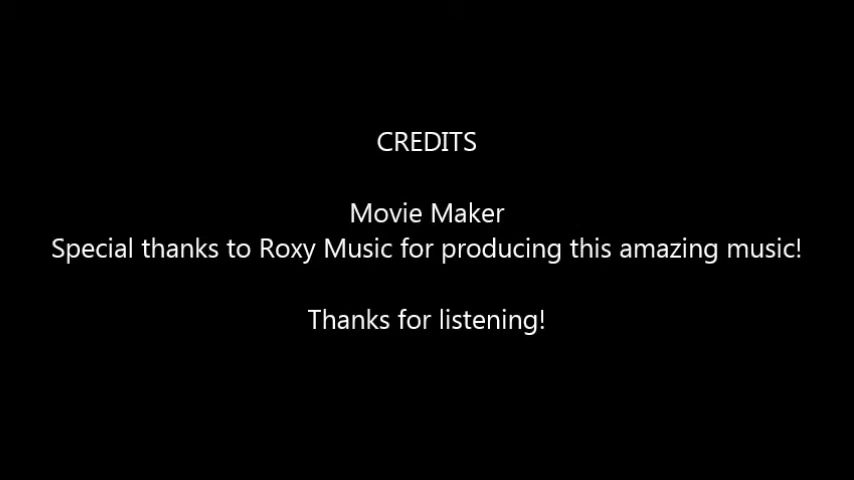 CREDITS
Movie Maker
Special thanks to Roxy Music for producing this amazing music!
Thanks for listening!